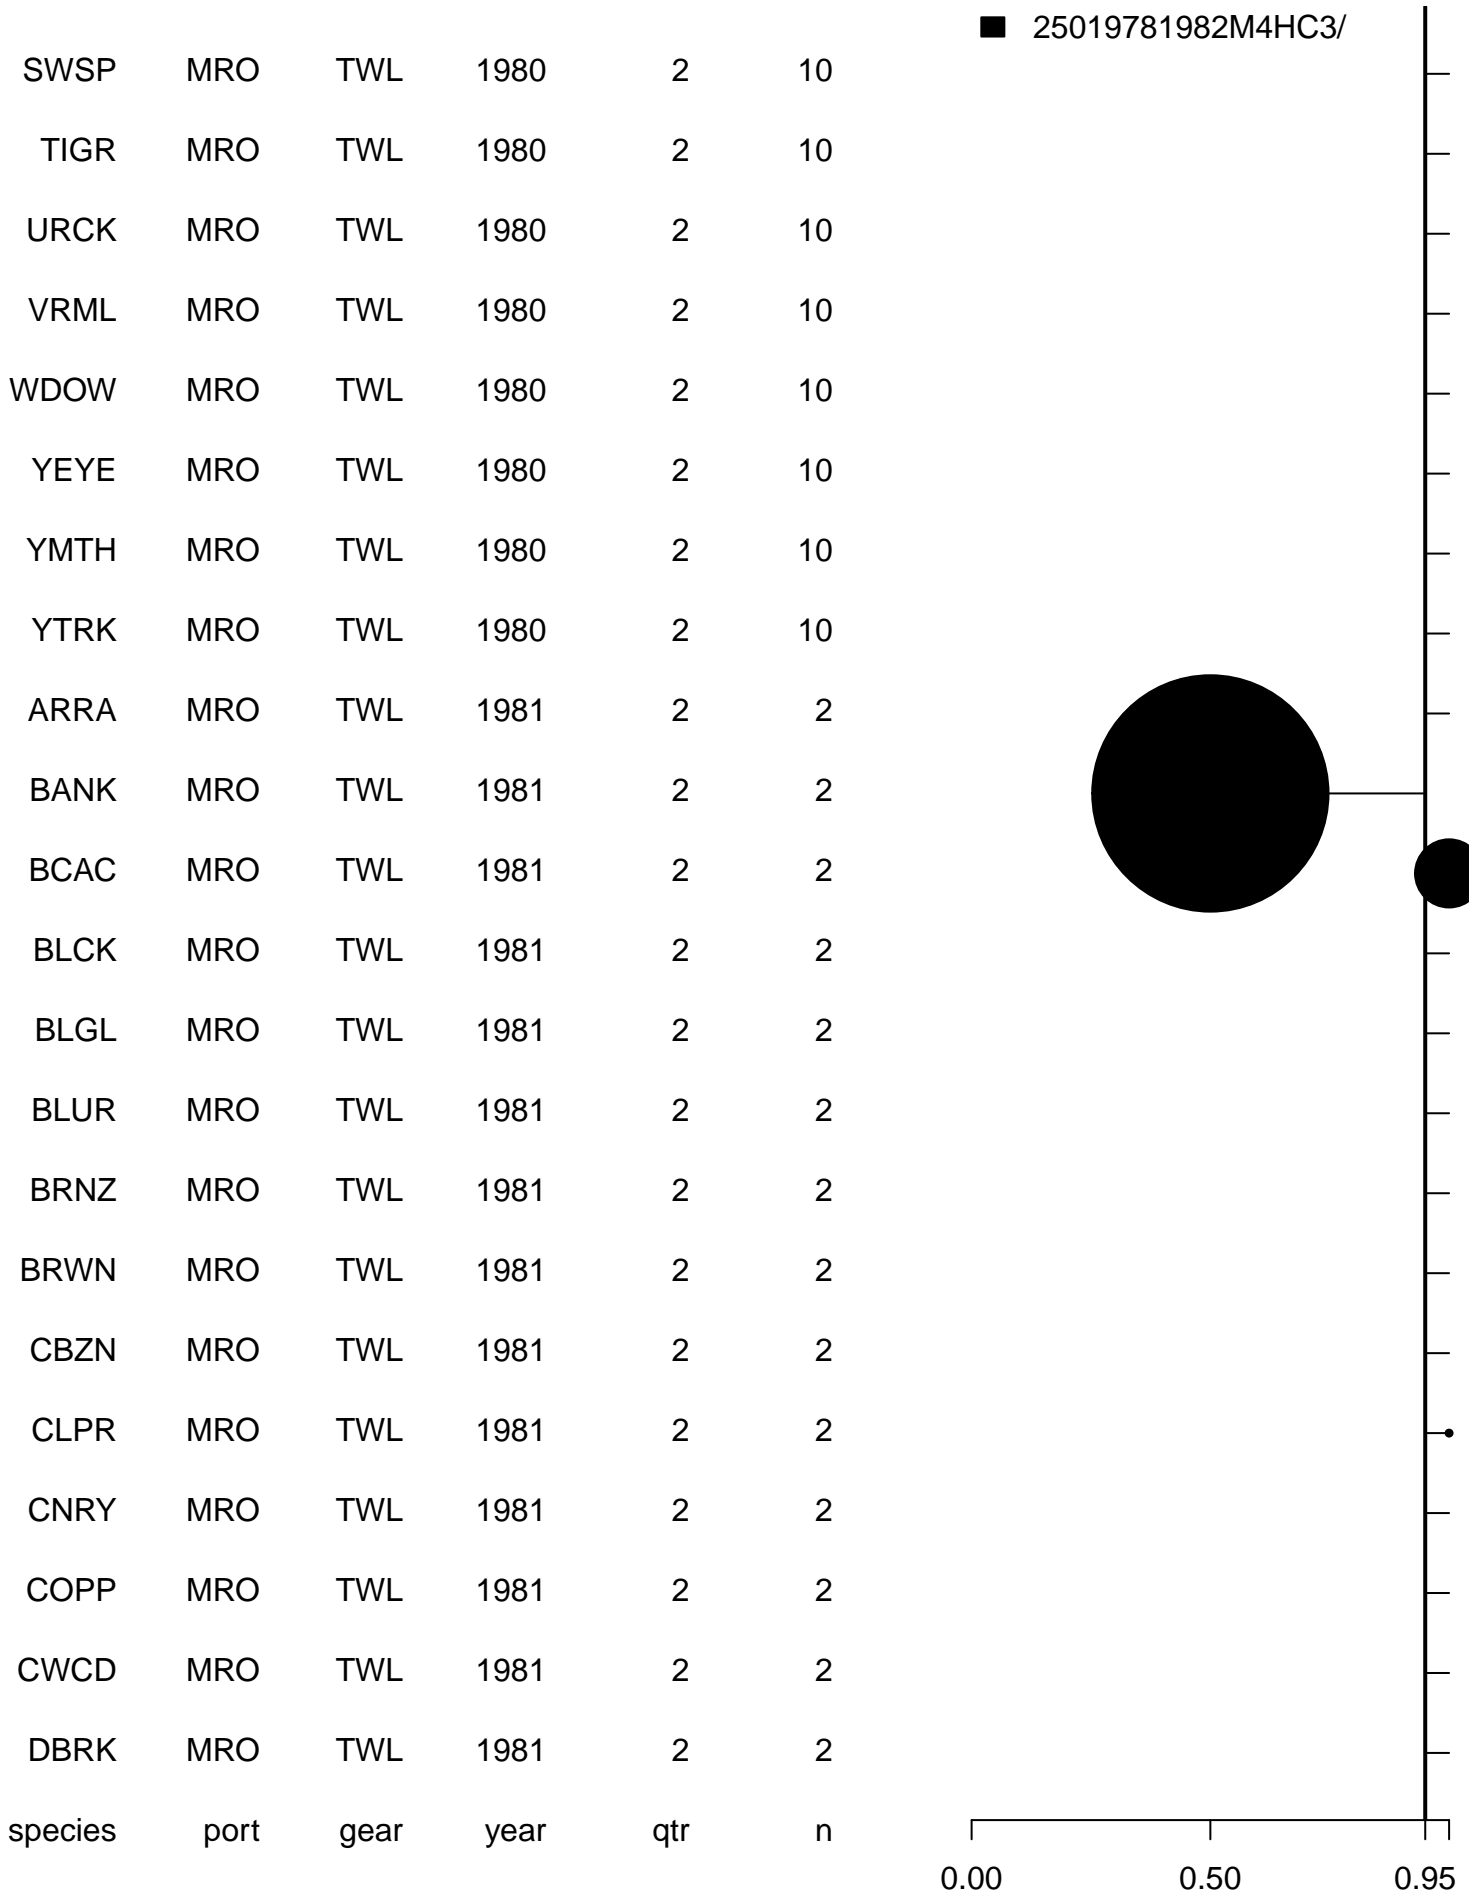 25019781982M4HC3/
SWSP MRO TWL 1980 2 10
TIGR MRO TWL 1980 2 10
URCK MRO TWL 1980 2 10
VRML MRO TWL 1980 2 10
WDOW MRO TWL 1980 2 10
YEYE MRO TWL 1980 2 10
YMTH MRO TWL 1980 2 10
YTRK MRO TWL 1980 2 10
ARRA MRO TWL 1981 2 2
BANK MRO TWL 1981 2 2
BCAC MRO TWL 1981 2 2
BLCK MRO TWL 1981 2 2
BLGL MRO TWL 1981 2 2
BLUR MRO TWL 1981 2 2
BRNZ MRO TWL 1981 2 2
BRWN MRO TWL 1981 2 2
CBZN MRO TWL 1981 2 2
CLPR MRO TWL 1981 2 2
CNRY MRO TWL 1981 2 2
COPP MRO TWL 1981 2 2
CWCD MRO TWL 1981 2 2
DBRK MRO TWL 1981 2 2
species port gear year qtr n
0.00 0.50 0.95